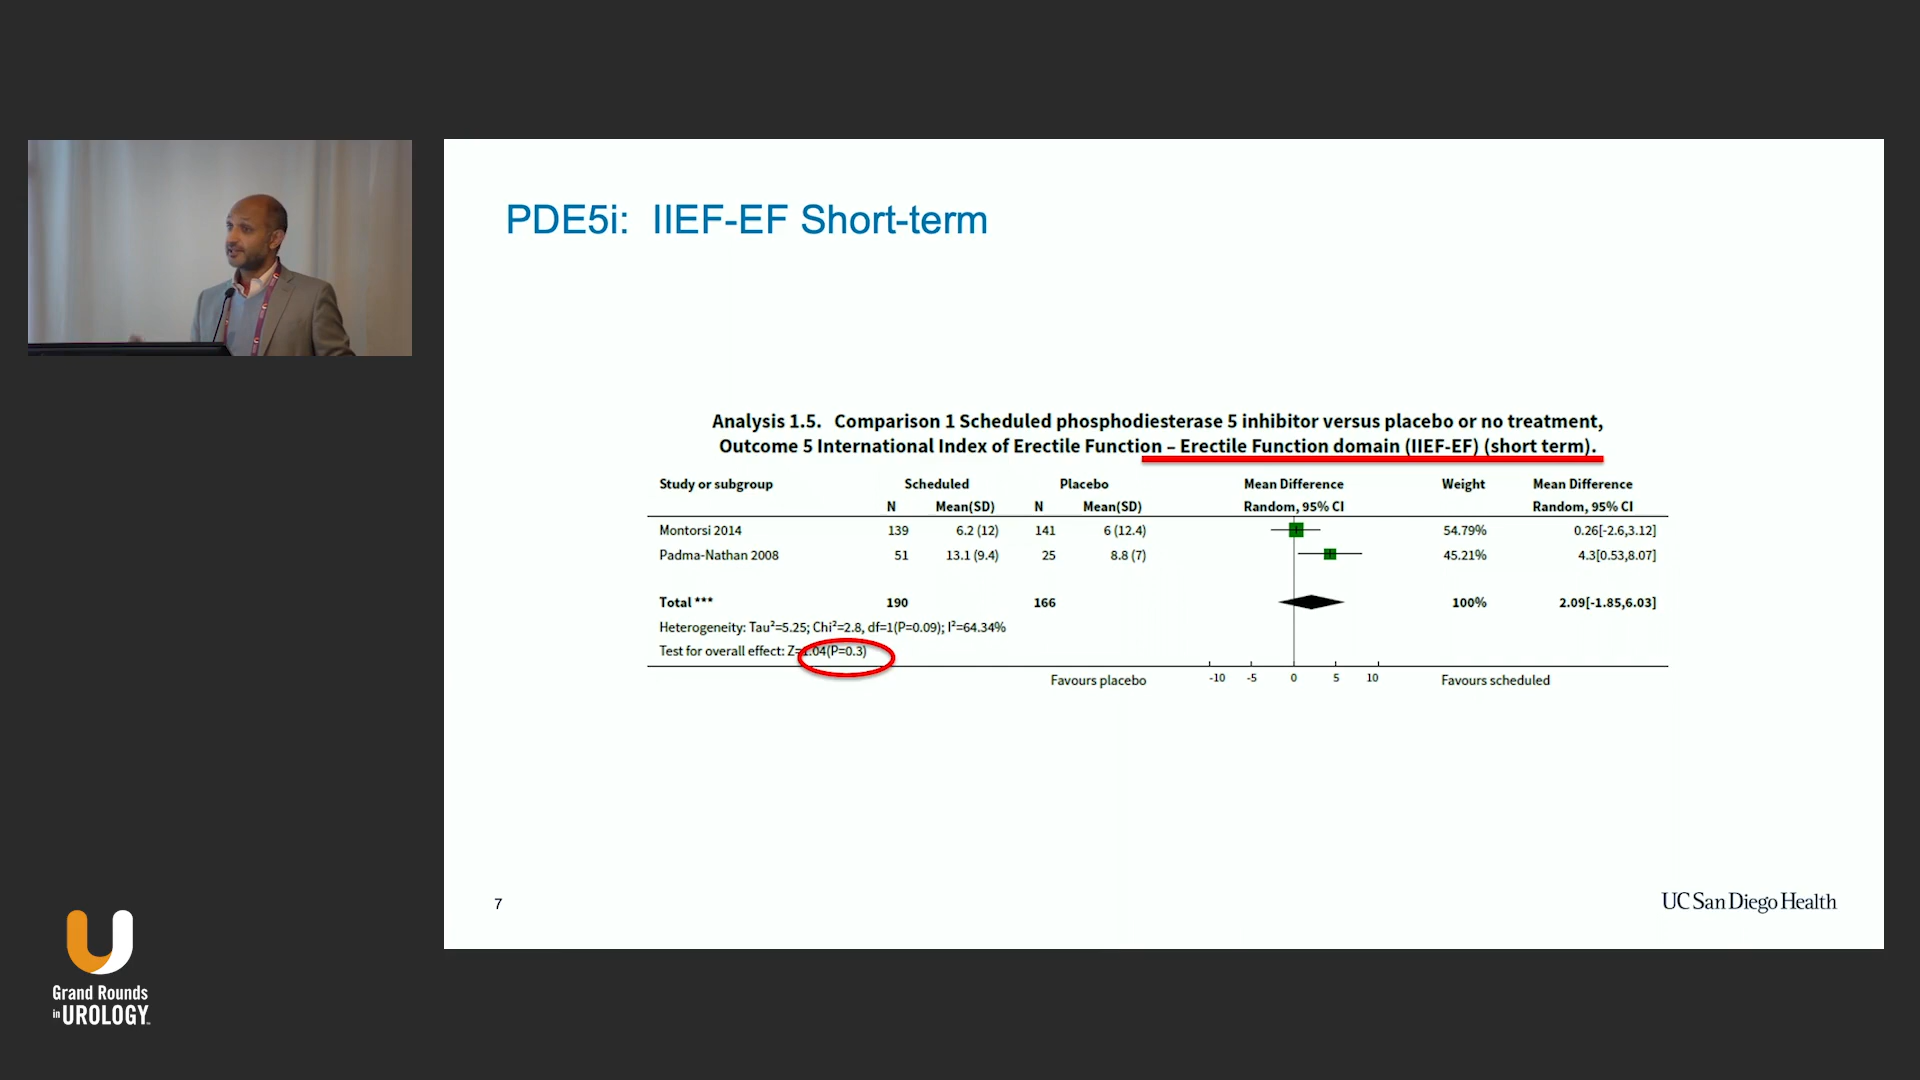 PDE5i: IIEF-EF Short-term
Analysis 1.5. Comparison 1 Scheduled phosphodiesterase 5 inhibitor versus placebo or no treatment,
Outcome 5 International Index of Erectile Function – Erectile Function domain (IIEF-EF) (short term).
Study or subgroup Scheduled Placebo Mean Difference Weight Mean Difference
N Mean(SD) N Mean(SD) Random, 95% CI Random, 95% CI
Montorsi 2014 139 6.2 (12) 141 6 (12.4) 54.79% 0.26[-2.6,3.12]
Padma-Nathan 2008 51 13.1 (9.4) 25 8.8 (7) 45.21% 4.3[0.53,8.07]
Total *** 190 166 100% 2.09[-1.85,6.03]
Heterogeneity: Tau²=5.25; Chi²=2.8, df=1(P=0.09); I²=64.34%
Test for overall effect: Z=1.04(P=0.3)
Favours placebo -10 -5 0 5 10 Favours scheduled
7
UC San Diego Health
Grand Rounds
in UROLOGY